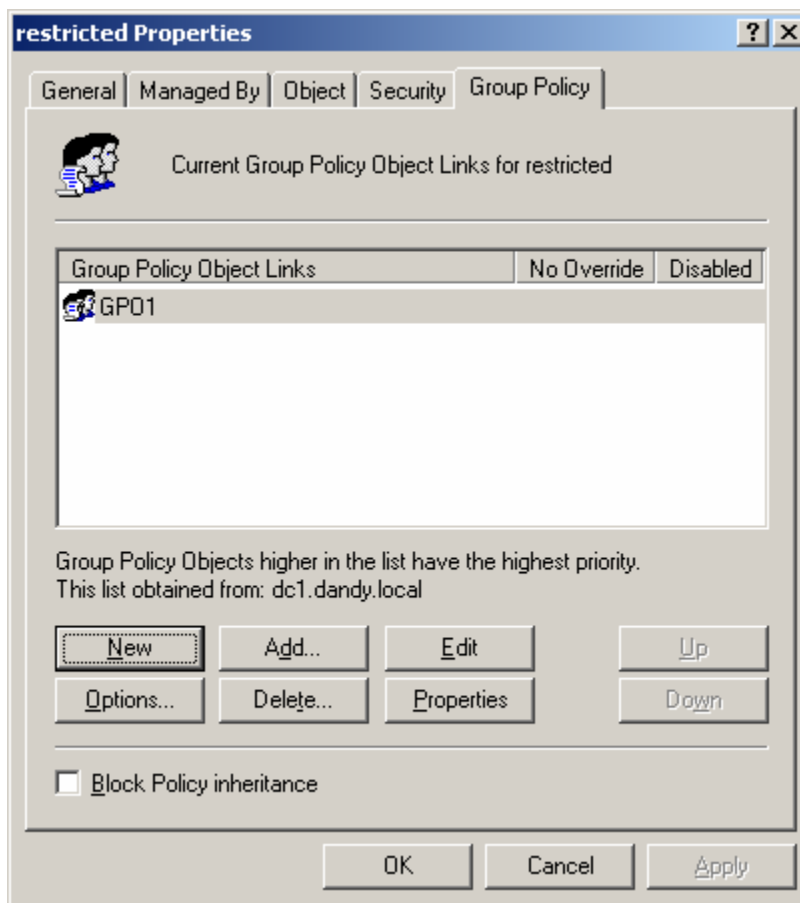 restricted Properties
General Managed By Object Security Group Policy
Current Group Policy Object Links for restricted
Group Policy Object Links No Override Disabled
GPO1
Group Policy Objects higher in the list have the highest priority.
This list obtained from: dc1.dandy.local
New Add... Edit Up
Options... Delete... Properties Down
Block Policy inheritance
OK Cancel Apply